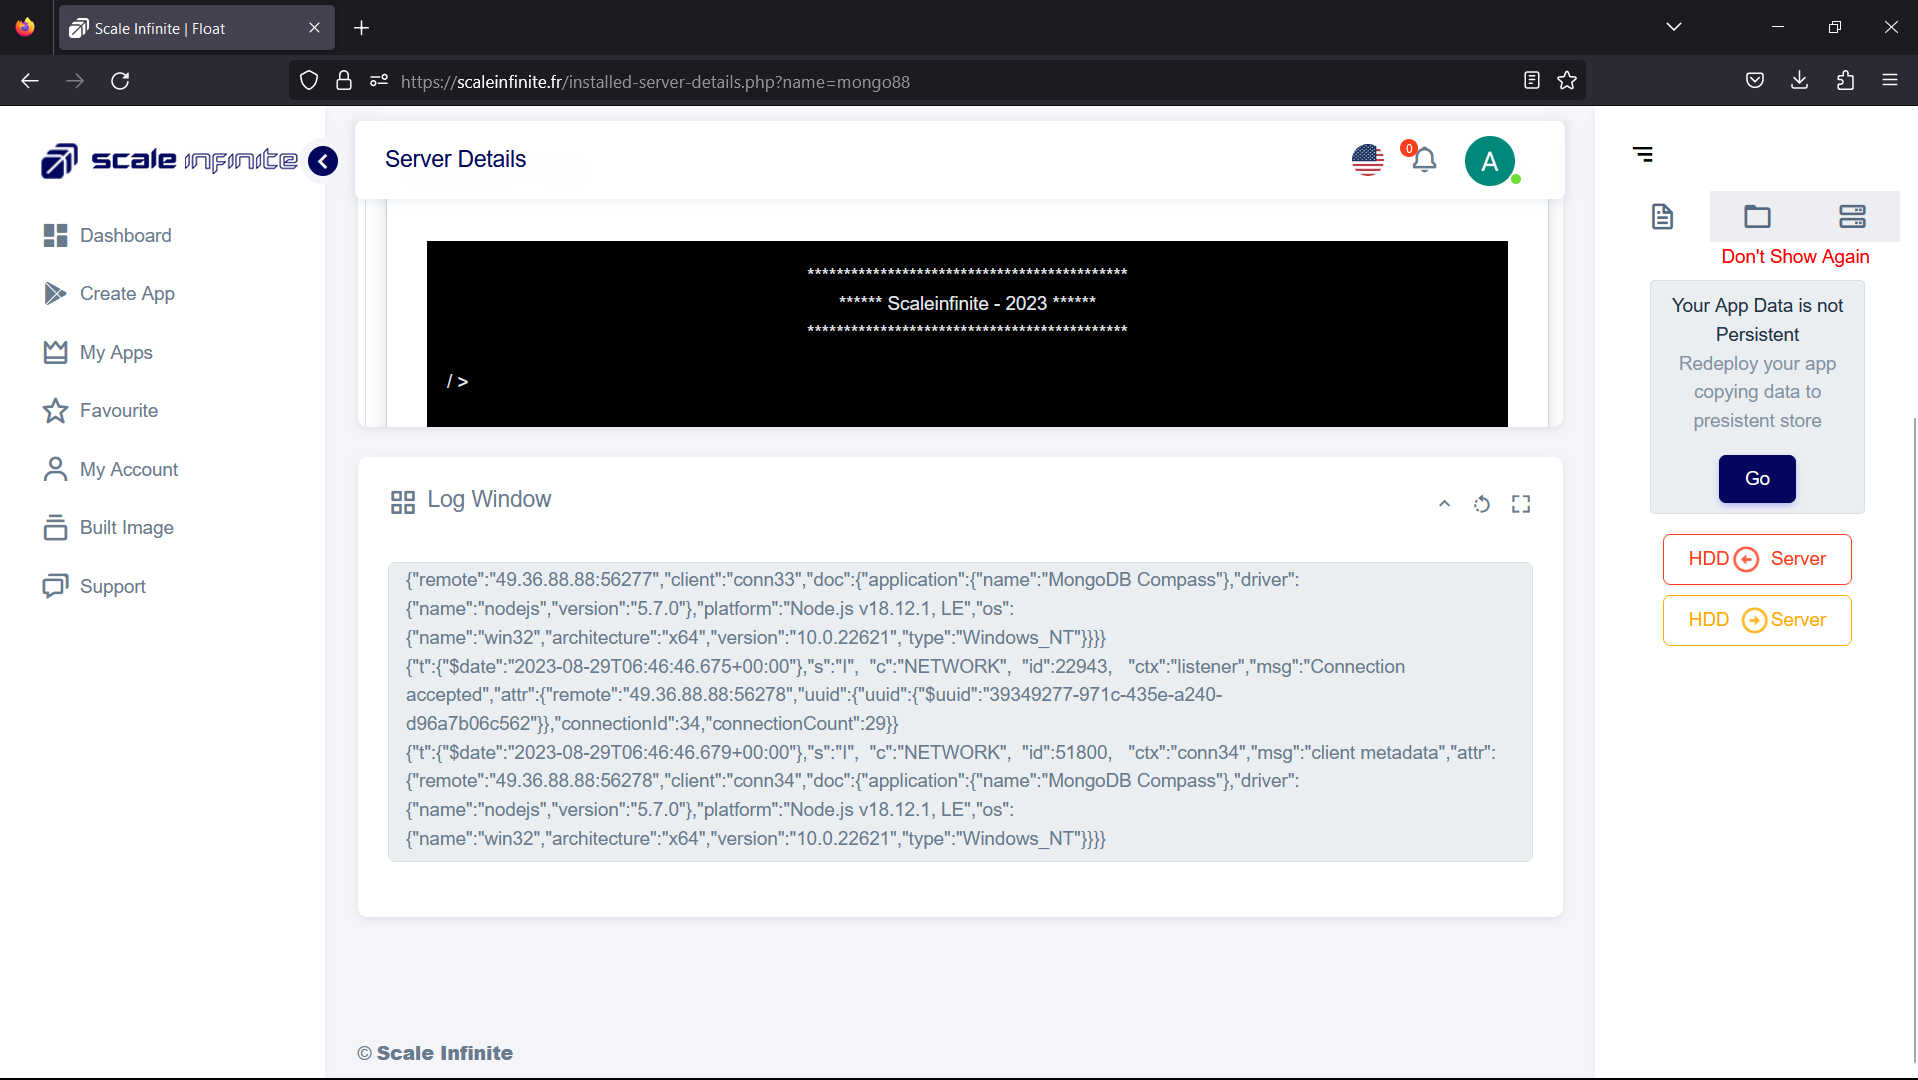 Scale Infinite | Float
https://scaleinfinite.fr/installed-server-details.php?name=mongo88
scale infinite
Dashboard
Create App
My Apps
Favourite
My Account
Built Image
Support
Server Details
0
A
********************************************
****** Scaleinfinite - 2023 ******
********************************************
/ >
Log Window
{"remote":"49.36.88.88:56277","client":"conn33","doc":{"application":{"name":"MongoDB Compass"},"driver":
{"name":"nodejs","version":"5.7.0"},"platform":"Node.js v18.12.1, LE","os":
{"name":"win32","architecture":"x64","version":"10.0.22621","type":"Windows_NT"}}}}
{"t":{"$date":"2023-08-29T06:46:46.675+00:00"},"s":"I", "c":"NETWORK", "id":22943, "ctx":"listener","msg":"Connection
accepted","attr":{"remote":"49.36.88.88:56278","uuid":{"uuid":{"$uuid":"39349277-971c-435e-a240-
d96a7b06c562"}},"connectionId":34,"connectionCount":29}}
{"t":{"$date":"2023-08-29T06:46:46.679+00:00"},"s":"I", "c":"NETWORK", "id":51800, "ctx":"conn34","msg":"client metadata","attr":
{"remote":"49.36.88.88:56278","client":"conn34","doc":{"application":{"name":"MongoDB Compass"},"driver":
{"name":"nodejs","version":"5.7.0"},"platform":"Node.js v18.12.1, LE","os":
{"name":"win32","architecture":"x64","version":"10.0.22621","type":"Windows_NT"}}}}
© Scale Infinite
Don't Show Again
Your App Data is not
Persistent
Redeploy your app
copying data to
presistent store
Go
HDD Server
HDD Server